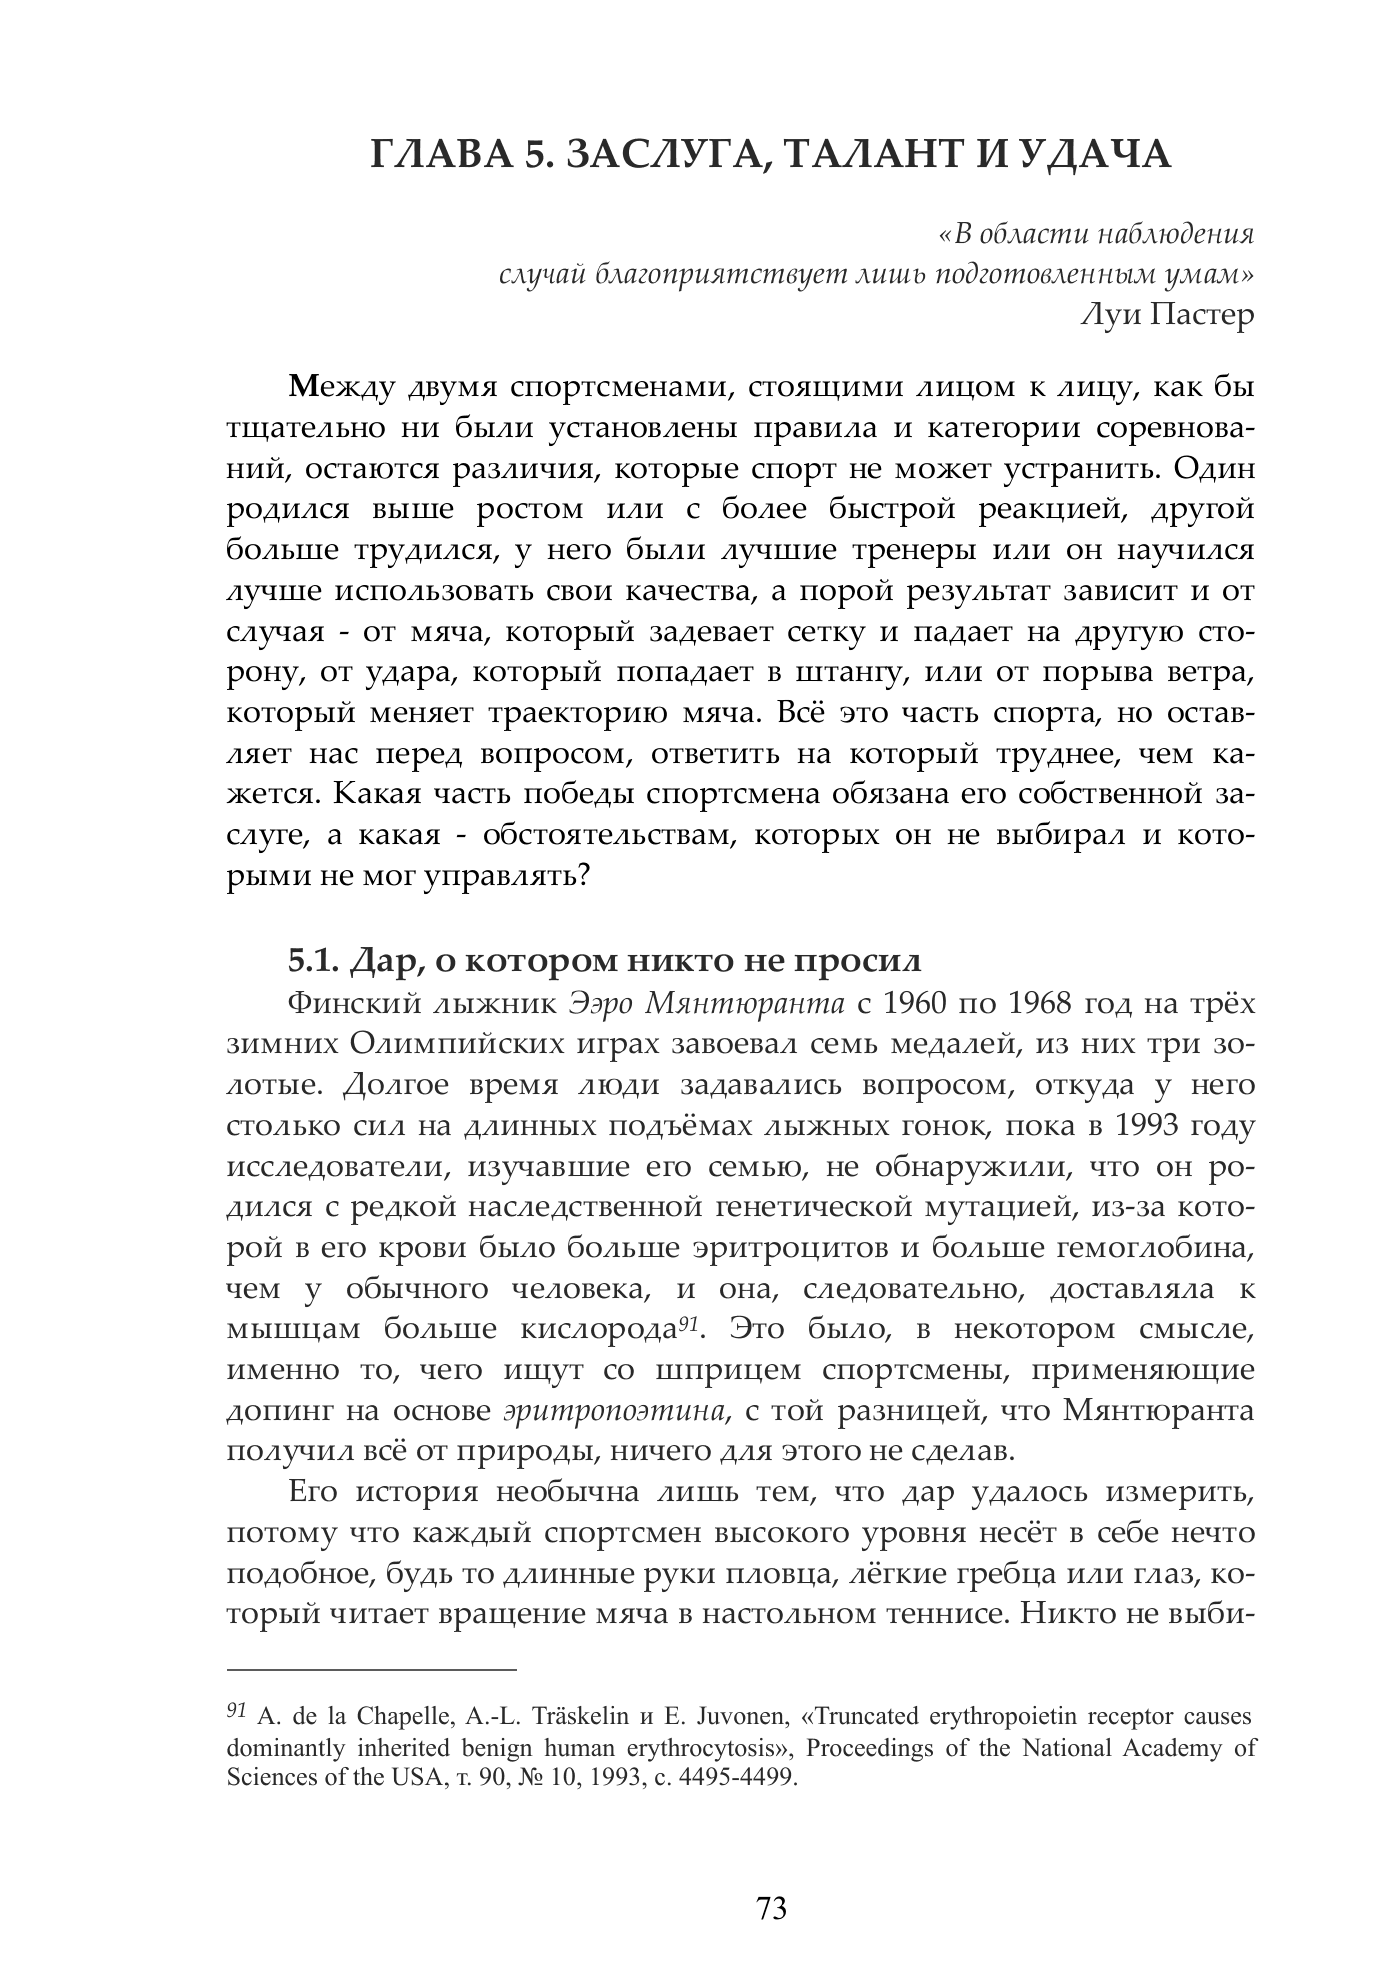 ГЛАВА 5. ЗАСЛУГА, ТАЛАНТ И УДАЧА
«В области наблюдения
случай благоприятствует лишь подготовленным умам»
Луи Пастер
Между двумя спортсменами, стоящими лицом к лицу, как бы
тщательно ни были установлены правила и категории соревнова-
ний, остаются различия, которые спорт не может устранить. Один
родился выше ростом или с более быстрой реакцией, другой
больше трудился, у него были лучшие тренеры или он научился
лучше использовать свои качества, а порой результат зависит и от
случая - от мяча, который задевает сетку и падает на другую сто-
рону, от удара, который попадает в штангу, или от порыва ветра,
который меняет траекторию мяча. Всё это часть спорта, но остав-
ляет нас перед вопросом, ответить на который труднее, чем ка-
жется. Какая часть победы спортсмена обязана его собственной за-
слуге, а какая - обстоятельствам, которых он не выбирал и кото-
рыми не мог управлять?
5.1. Дар, о котором никто не просил
Финский лыжник Ээро Мянтюранта с 1960 по 1968 год на трёх
зимних Олимпийских играх завоевал семь медалей, из них три зо-
лотые. Долгое время люди задавались вопросом, откуда у него
столько сил на длинных подъёмах лыжных гонок, пока в 1993 году
исследователи, изучавшие его семью, не обнаружили, что он ро-
дился с редкой наследственной генетической мутацией, из-за кото-
рой в его крови было больше эритроцитов и больше гемоглобина,
чем у обычного человека, и она, следовательно, доставляла к
мышцам больше кислорода91. Это было, в некотором смысле,
именно то, чего ищут со шприцем спортсмены, применяющие
допинг на основе эритропоэтина, с той разницей, что Мянтюранта
получил всё от природы, ничего для этого не сделав.
Его история необычна лишь тем, что дар удалось измерить,
потому что каждый спортсмен высокого уровня несёт в себе нечто
подобное, будь то длинные руки пловца, лёгкие гребца или глаз, ко-
торый читает вращение мяча в настольном теннисе. Никто не выби-
91 A. de la Chapelle, A.-L. Träskelin и E. Juvonen, «Truncated erythropoietin receptor causes
dominantly inherited benign human erythrocytosis», Proceedings of the National Academy of
Sciences of the USA, т. 90, № 10, 1993, с. 4495-4499.
73